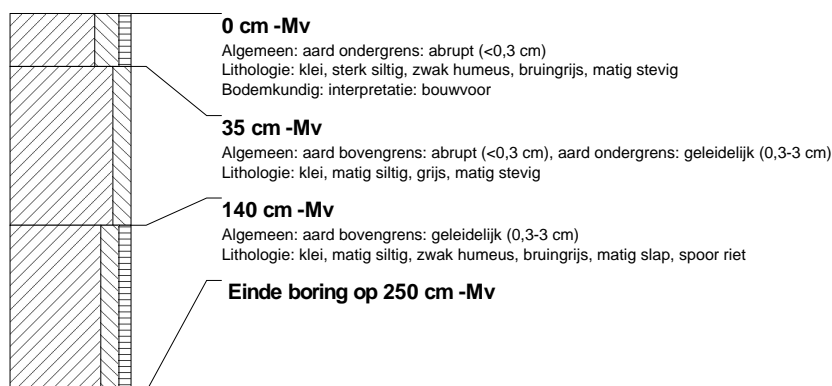 0 cm -Mv
Algemeen: aard ondergrens: abrupt (<0,3 cm)
Lithologie: klei, sterk siltig, zwak humeus, bruingrijs, matig stevig
Bodemkundig: interpretatie: bouwvoor
35 cm -Mv
Algemeen: aard bovengrens: abrupt (<0,3 cm), aard ondergrens: geleidelijk (0,3-3 cm)
Lithologie: klei, matig siltig, grijs, matig stevig
140 cm -Mv
Algemeen: aard bovengrens: geleidelijk (0,3-3 cm)
Lithologie: klei, matig siltig, zwak humeus, bruingrijs, matig slap, spoor riet
Einde boring op 250 cm -Mv